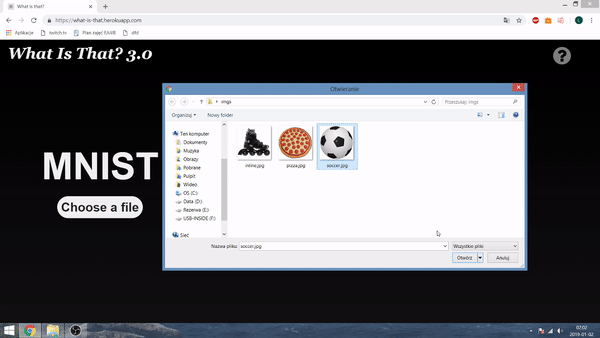 What is that?
https://what-is-that.herokuapp.com
Aplikacje
twitch.tv
Plan zajęć EAIIB
dfd
What Is That? 3.0
?
MNIST
Choose a file
Otwieranie
imgs
Przeszukaj: imgs
Organizuj
Nowy folder
Ten komputer
Dokumenty
Muzyka
Obrazy
Pobrane
Pulpit
Wideo
OS (C:)
Data (D:)
Rezerwa (E:)
USB-INSIDE (F:)
Sieć
inline.jpg
pizza.jpg
soccer.jpg
Nazwa pliku:
soccer.jpg
Wszystkie pliki
Otwórz
Anuluj
02:02
2019-01-02